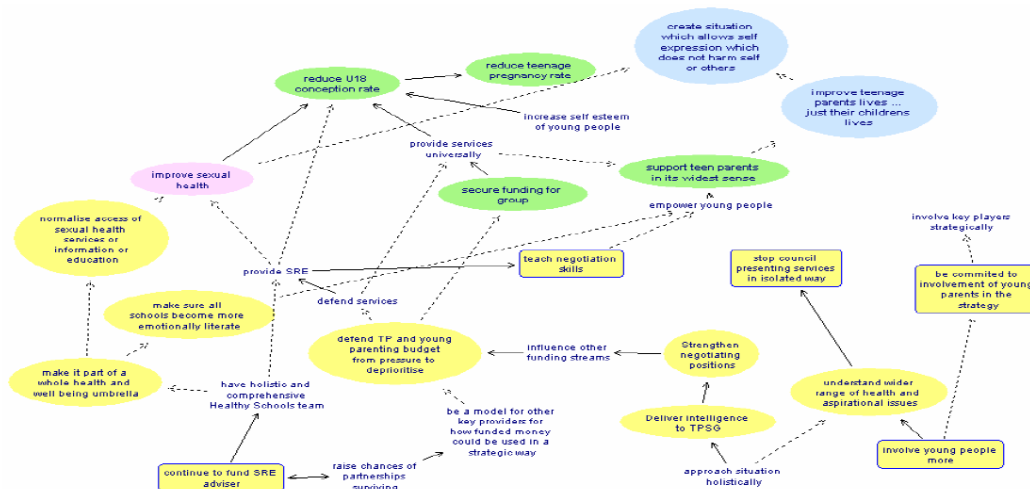 create situation
which allows self
expression which
does not harm self
or others
reduce teenage
pregnancy rate
reduce U18
conception rate
improve teenage
parents lives ...
just their childrens
lives
increase self esteem
of young people
provide services
universally
improve sexual
health
support teen parents
in its widest sense
secure funding for
group
empower young people
normalise access of
sexual health
services or
information or
education
involve key players
strategically
provide SRE
teach negotiation
skills
stop council
presenting services
in isolated way
be commited to
involvement of young
parents in the
strategy
defend services
make sure all
schools become more
emotionally literate
defend TP and young
parenting budget
from pressure to
deprioritise
influence other
funding streams
Strengthen
negotiating
positions
make it part of a
whole health and
well being umbrella
have holistic and
comprehensive
Healthy Schools team
understand wider
range of health and
aspirational issues
be a model for other
key providers for
how funded money
could be used in a
strategic way
Deliver intelligence
to TPSG
involve young people
more
continue to fund SRE
adviser
raise chances of
partnerships
surviving
approach situation
holistically